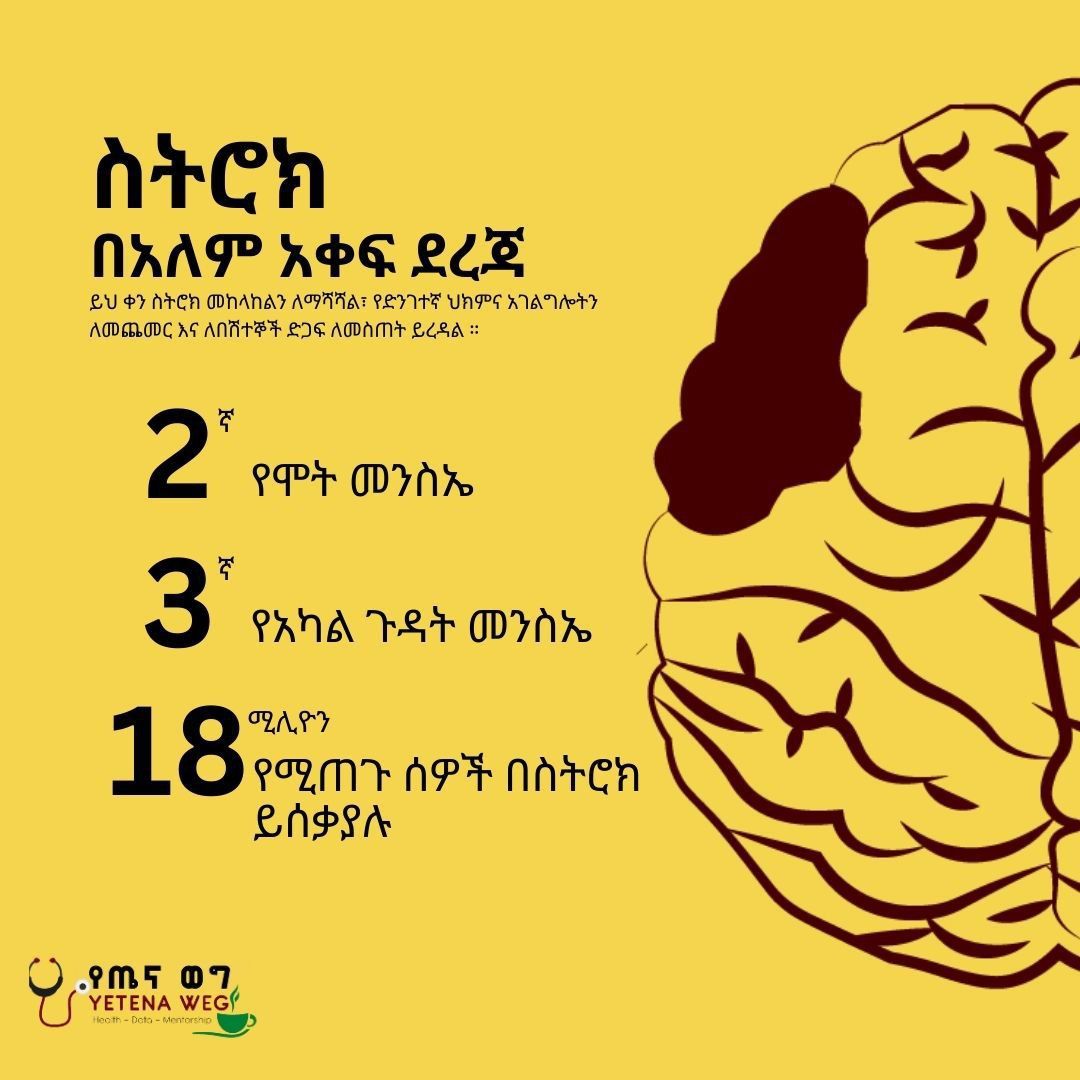 ስትሮክ
በአለም አቀፍ ደረጃ
ይህ ቀን ስትሮክ መከላከልን ለማሻሻል፣ የድንገተኛ ህክምና አገልግሎትን
ለመጨመር እና ለበሽተኞች ድጋፍ ለመስጠት ይረዳል ።
2ኛ
የሞት መንስኤ
3ኛ
የአካል ጉዳት መንስኤ
18 ሚሊዮን
የሚጠጉ ሰዎች በስትሮክ
ይሰቃያሉ
የጤና ወግ
YETENA WEG
Health - Data - Mentorship